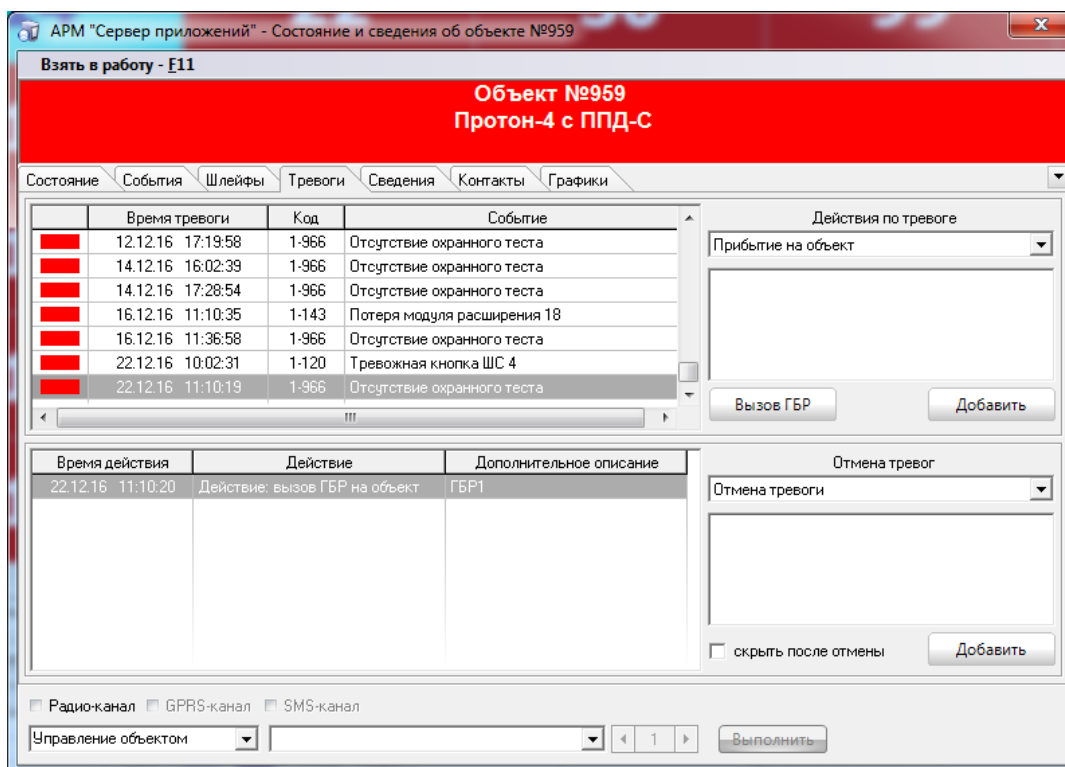 АРМ "Сервер приложений" - Состояние и сведения об объекте №959
Взять в работу - F11
Объект №959
Протон-4 с ППД-С
Состояние События Шлейфы Тревоги Сведения Контакты Графики
Время тревоги Код Событие
12.12.16 17:19:58 1-966 Отсутствие охранного теста
14.12.16 16:02:39 1-966 Отсутствие охранного теста
14.12.16 17:28:54 1-966 Отсутствие охранного теста
16.12.16 11:10:35 1-143 Потеря модуля расширения 18
16.12.16 11:36:58 1-966 Отсутствие охранного теста
22.12.16 10:02:31 1-120 Тревожная кнопка ШС 4
22.12.16 11:10:19 1-966 Отсутствие охранного теста
Действия по тревоге
Прибытие на объект
Вызов ГБР Добавить
Время действия Действие Дополнительное описание
22.12.16 11:10:20 Действие: вызов ГБР на объект ГБР1
Отмена тревог
Отмена тревоги
скрыть после отмены Добавить
Радио-канал GPRS-канал SMS-канал
Управление объектом 1 Выполнить